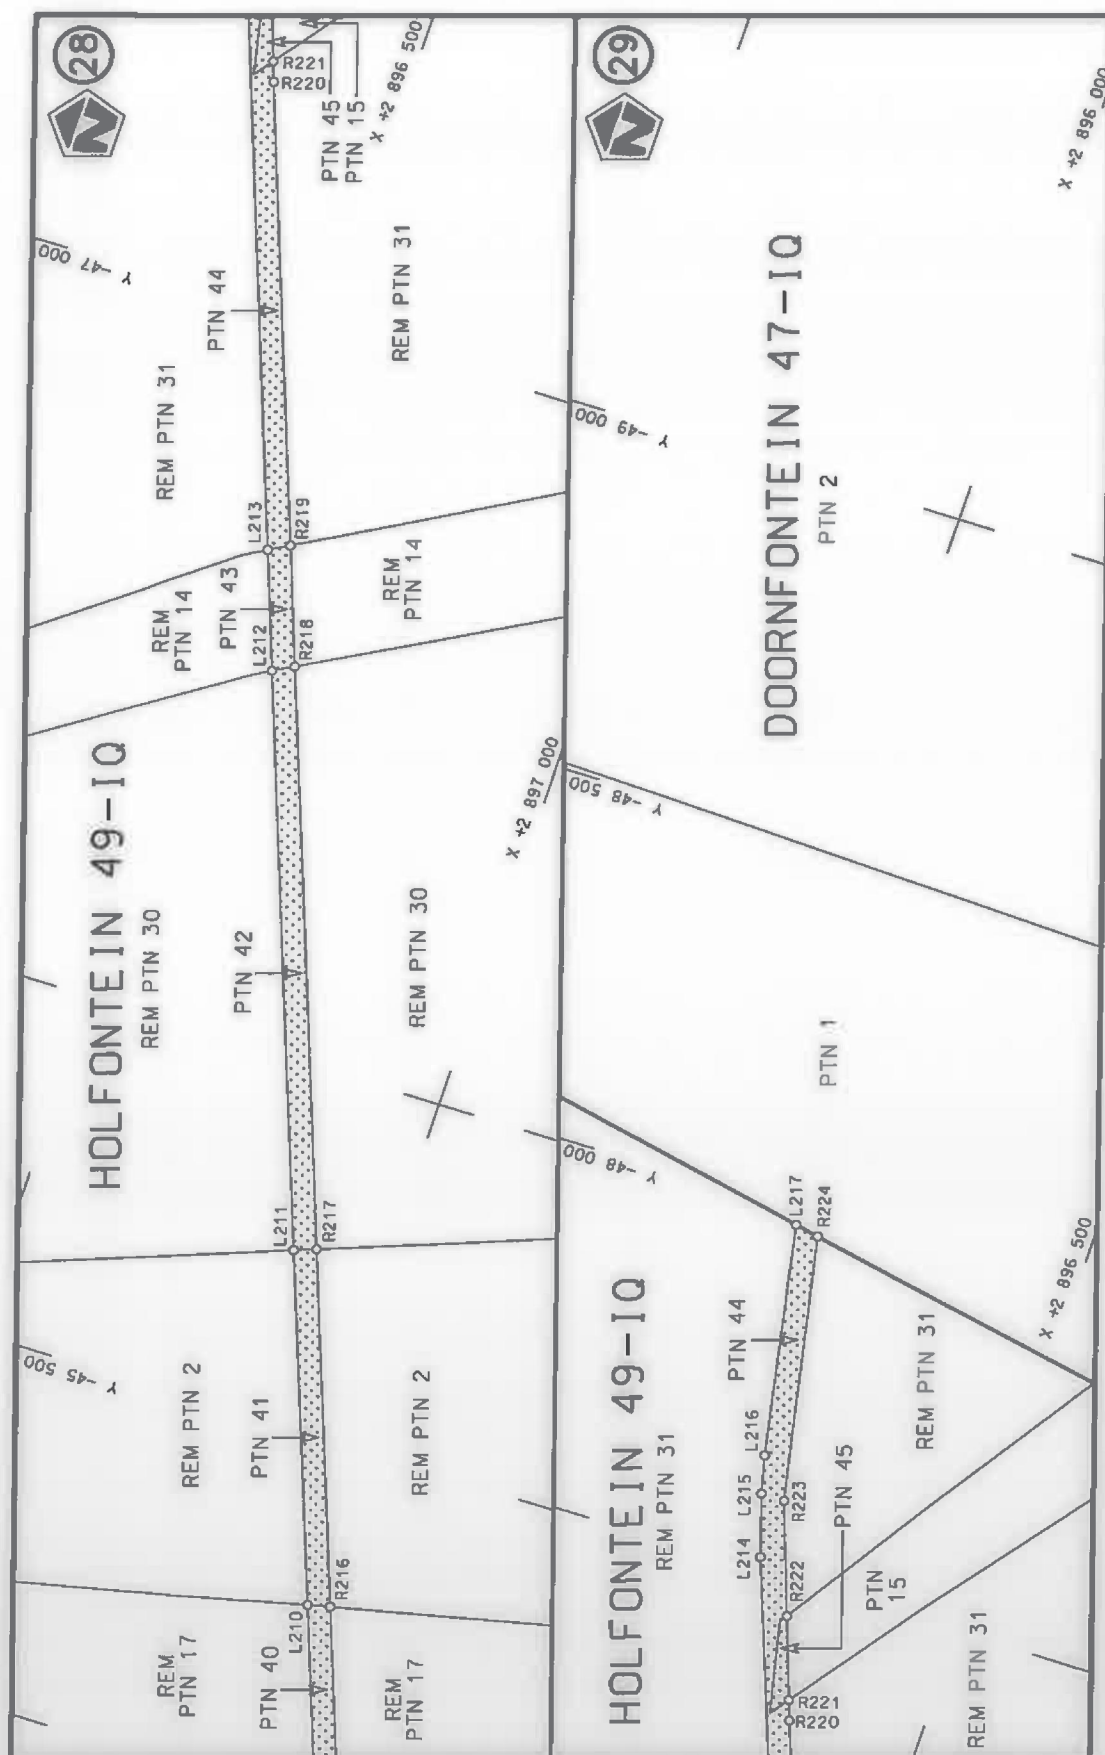 28
N
HOLFONTEIN 49-IQ
REM PTN 30
REM
PTN 17
PTN 40
REM
PTN 17
L210
R216
Y -45 500
REM PTN 2
PTN 41
REM PTN 2
L211
R217
PTN 42
REM PTN 30
X +2 897 000
L212
R218
REM
PTN 14
PTN 43
REM
PTN 14
L213
R219
REM PTN 31
PTN 44
REM PTN 31
Y -47 000
R220
R221
PTN 45
PTN 15
X +2 896 500
29
N
HOLFONTEIN 49-IQ
REM PTN 31
R220
R221
REM PTN 31
PTN
15
R222
PTN 45
L214
L215
R223
L216
PTN 44
REM PTN 31
L217
R224
X +2 896 500
Y -48 000
PTN 1
Y -48 500
DOORNFONTEIN 47-IQ
PTN 2
Y -49 000
X +2 896 000